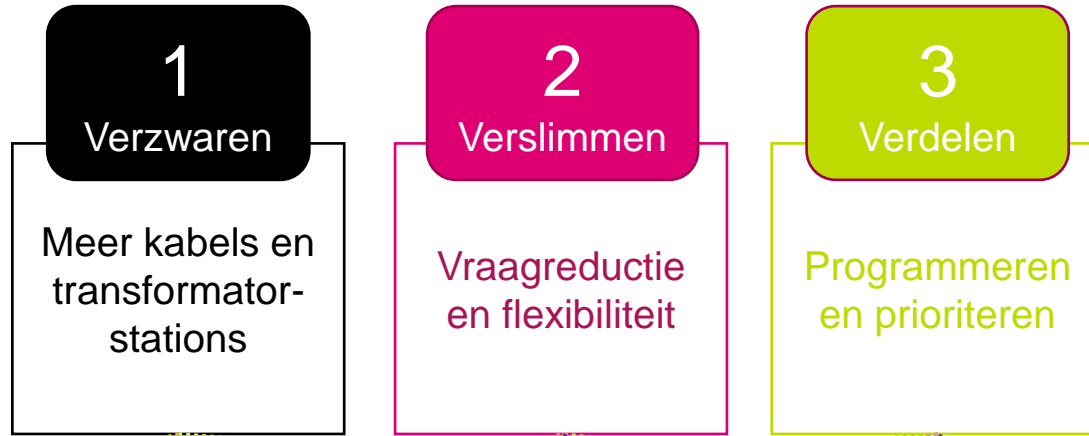 1
Verzwaren
Meer kabels en
transformator-
stations
2
Verslimmen
Vraagreductie
en flexibiliteit
3
Verdelen
Programmeren
en prioriteren